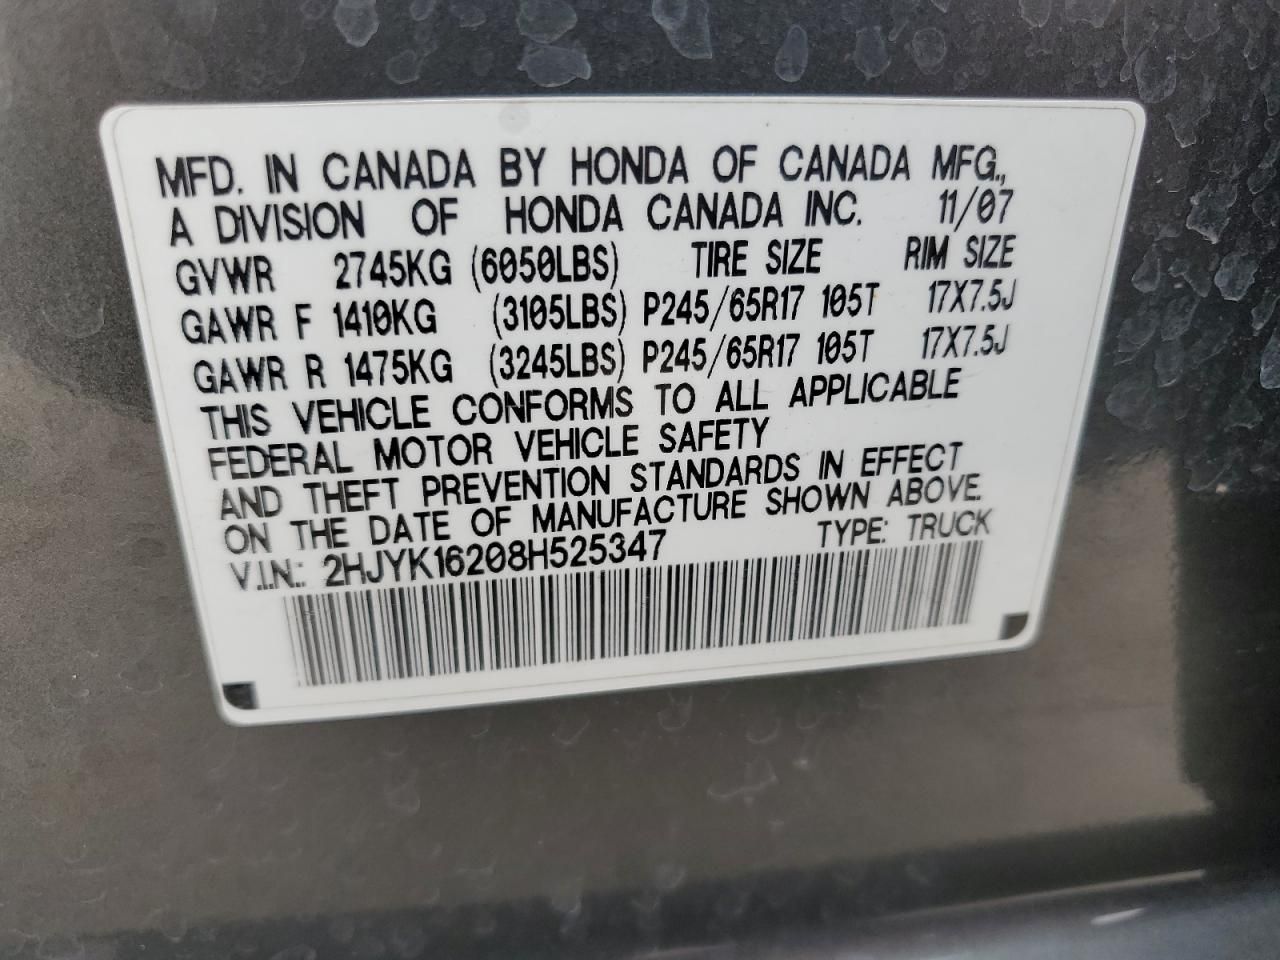 MFD. IN CANADA BY HONDA OF CANADA MFG.,
A DIVISION OF HONDA CANADA INC. 11/07
GVWR 2745KG (6050LBS) TIRE SIZE RIM SIZE
GAWR F 1410KG (3105LBS) P245/65R17 105T 17X7.5J
GAWR R 1475KG (3245LBS) P245/65R17 105T 17X7.5J
THIS VEHICLE CONFORMS TO ALL APPLICABLE
FEDERAL MOTOR VEHICLE SAFETY
AND THEFT PREVENTION STANDARDS IN EFFECT
ON THE DATE OF MANUFACTURE SHOWN ABOVE.
V.I.N.: 2HJYK16208H525347 TYPE: TRUCK